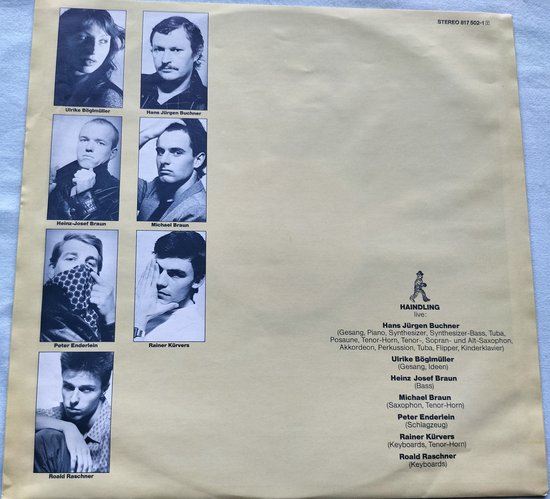 STEREO 817 502-1
Ulrike Böglmüller
Hans Jürgen Buchner
Heinz-Josef Braun
Michael Braun
Peter Enderlein
Rainer Kürvers
Roald Raschner
HAINDLING
live:
Hans Jürgen Buchner
(Gesang, Piano, Synthesizer, Synthesizer-Bass, Tuba,
Posaune, Tenor-Horn, Tenor-, Sopran- und Alt-Saxophon,
Akkordeon, Perkussion, Tuba, Flipper, Kinderklavier)
Ulrike Böglmüller
(Gesang, Ideen)
Heinz Josef Braun
(Bass)
Michael Braun
(Saxophon, Tenor-Horn)
Peter Enderlein
(Schlagzeug)
Rainer Kürvers
(Keyboards, Tenor-Horn)
Roald Raschner
(Keyboards)